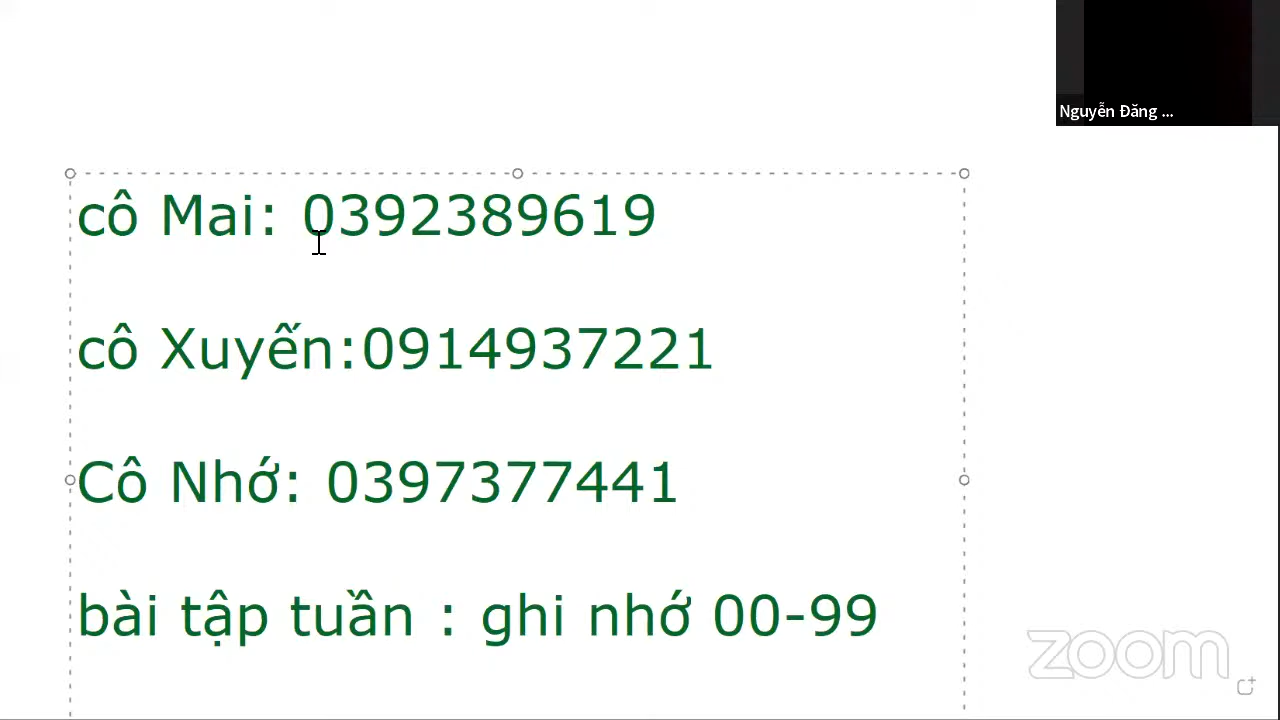 Nguyễn Đăng ...
cô Mai: 0392389619
cô Xuyến:0914937221
Cô Nhớ: 0397377441
bài tập tuần : ghi nhớ 00-99
zoom